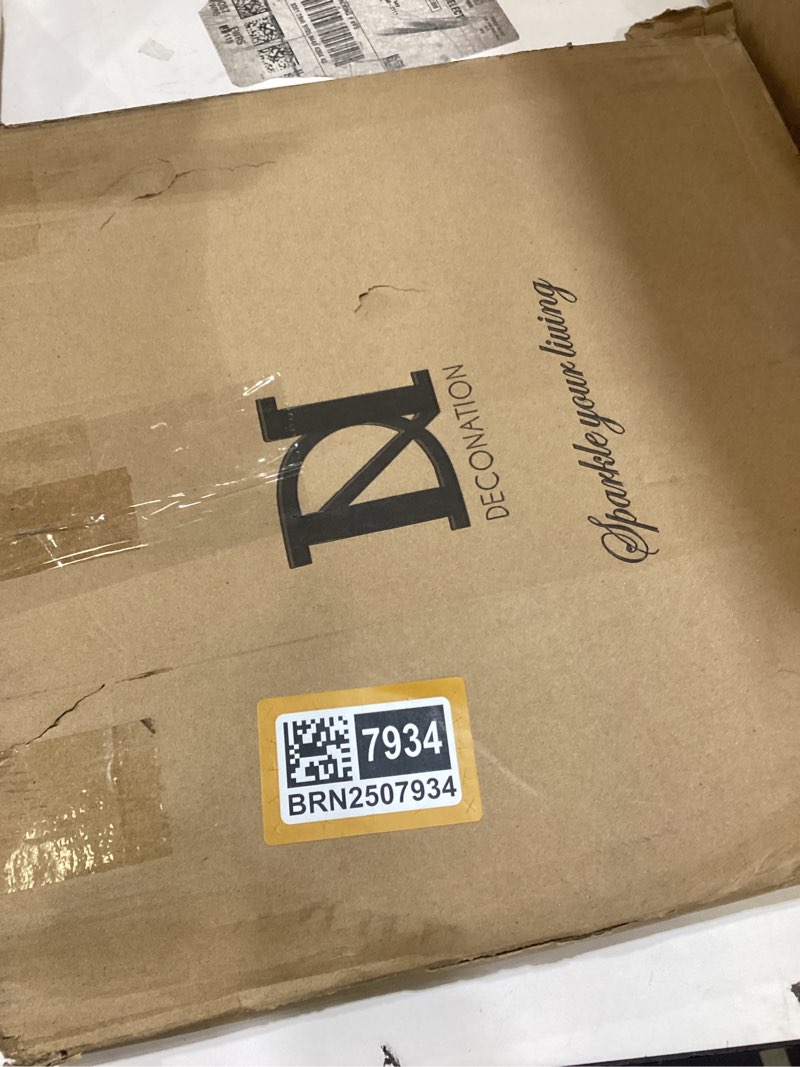 DECONATION
Sparkle your living
7934
BRN2507934